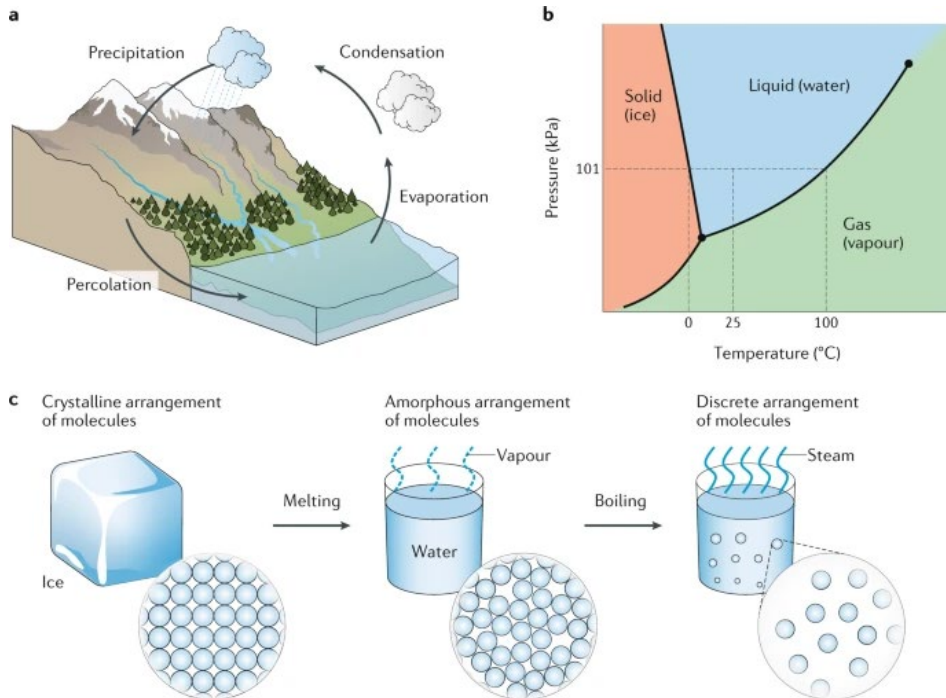 a
Precipitation
Condensation
Evaporation
Percolation
b
Pressure (kPa)
101
Solid
(ice)
Liquid (water)
Gas
(vapour)
0 25 100
Temperature (°C)
c
Crystalline arrangement
of molecules
Ice
Melting
Amorphous arrangement
of molecules
Vapour
Water
Boiling
Discrete arrangement
of molecules
Steam